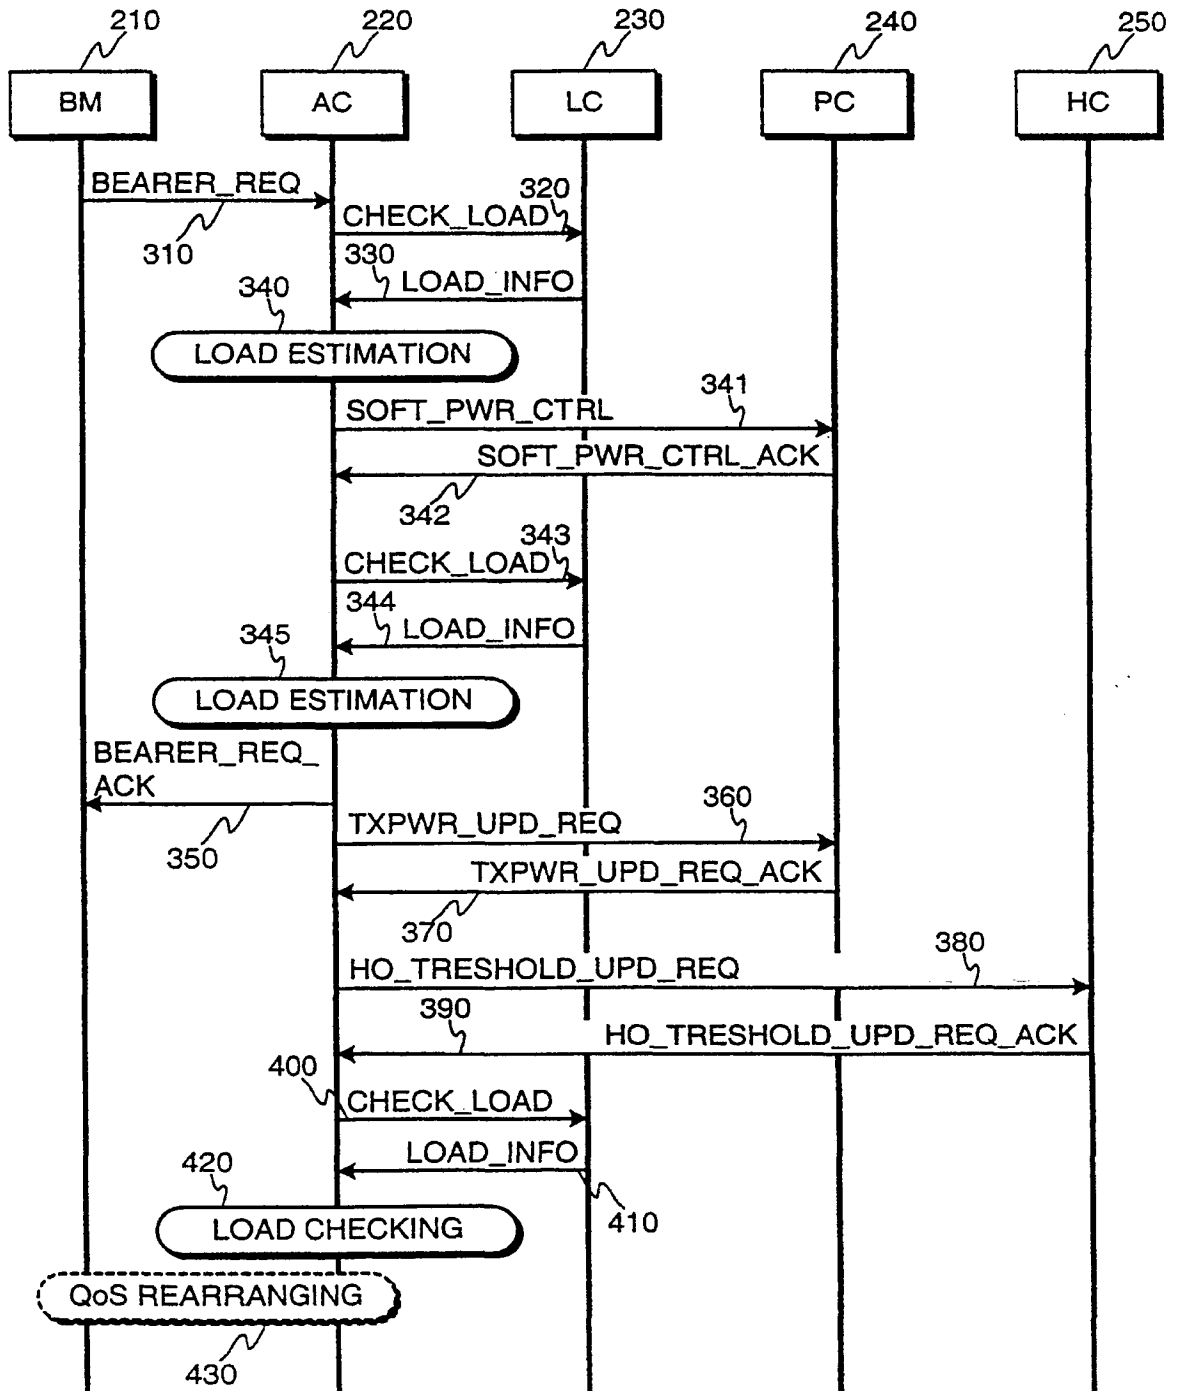 210 220 230 240 250
BM AC LC PC HC
BEARER_REQ
310
320
CHECK_LOAD
330
LOAD_INFO
340
LOAD ESTIMATION
341
SOFT_PWR_CTRL
SOFT_PWR_CTRL_ACK
342
343
CHECK_LOAD
344
LOAD_INFO
345
LOAD ESTIMATION
BEARER_REQ_
ACK
350
360
TXPWR_UPD_REQ
TXPWR_UPD_REQ_ACK
370
380
HO_TRESHOLD_UPD_REQ
390
HO_TRESHOLD_UPD_REQ_ACK
400
CHECK_LOAD
LOAD_INFO
410
420
LOAD CHECKING
QoS REARRANGING
430